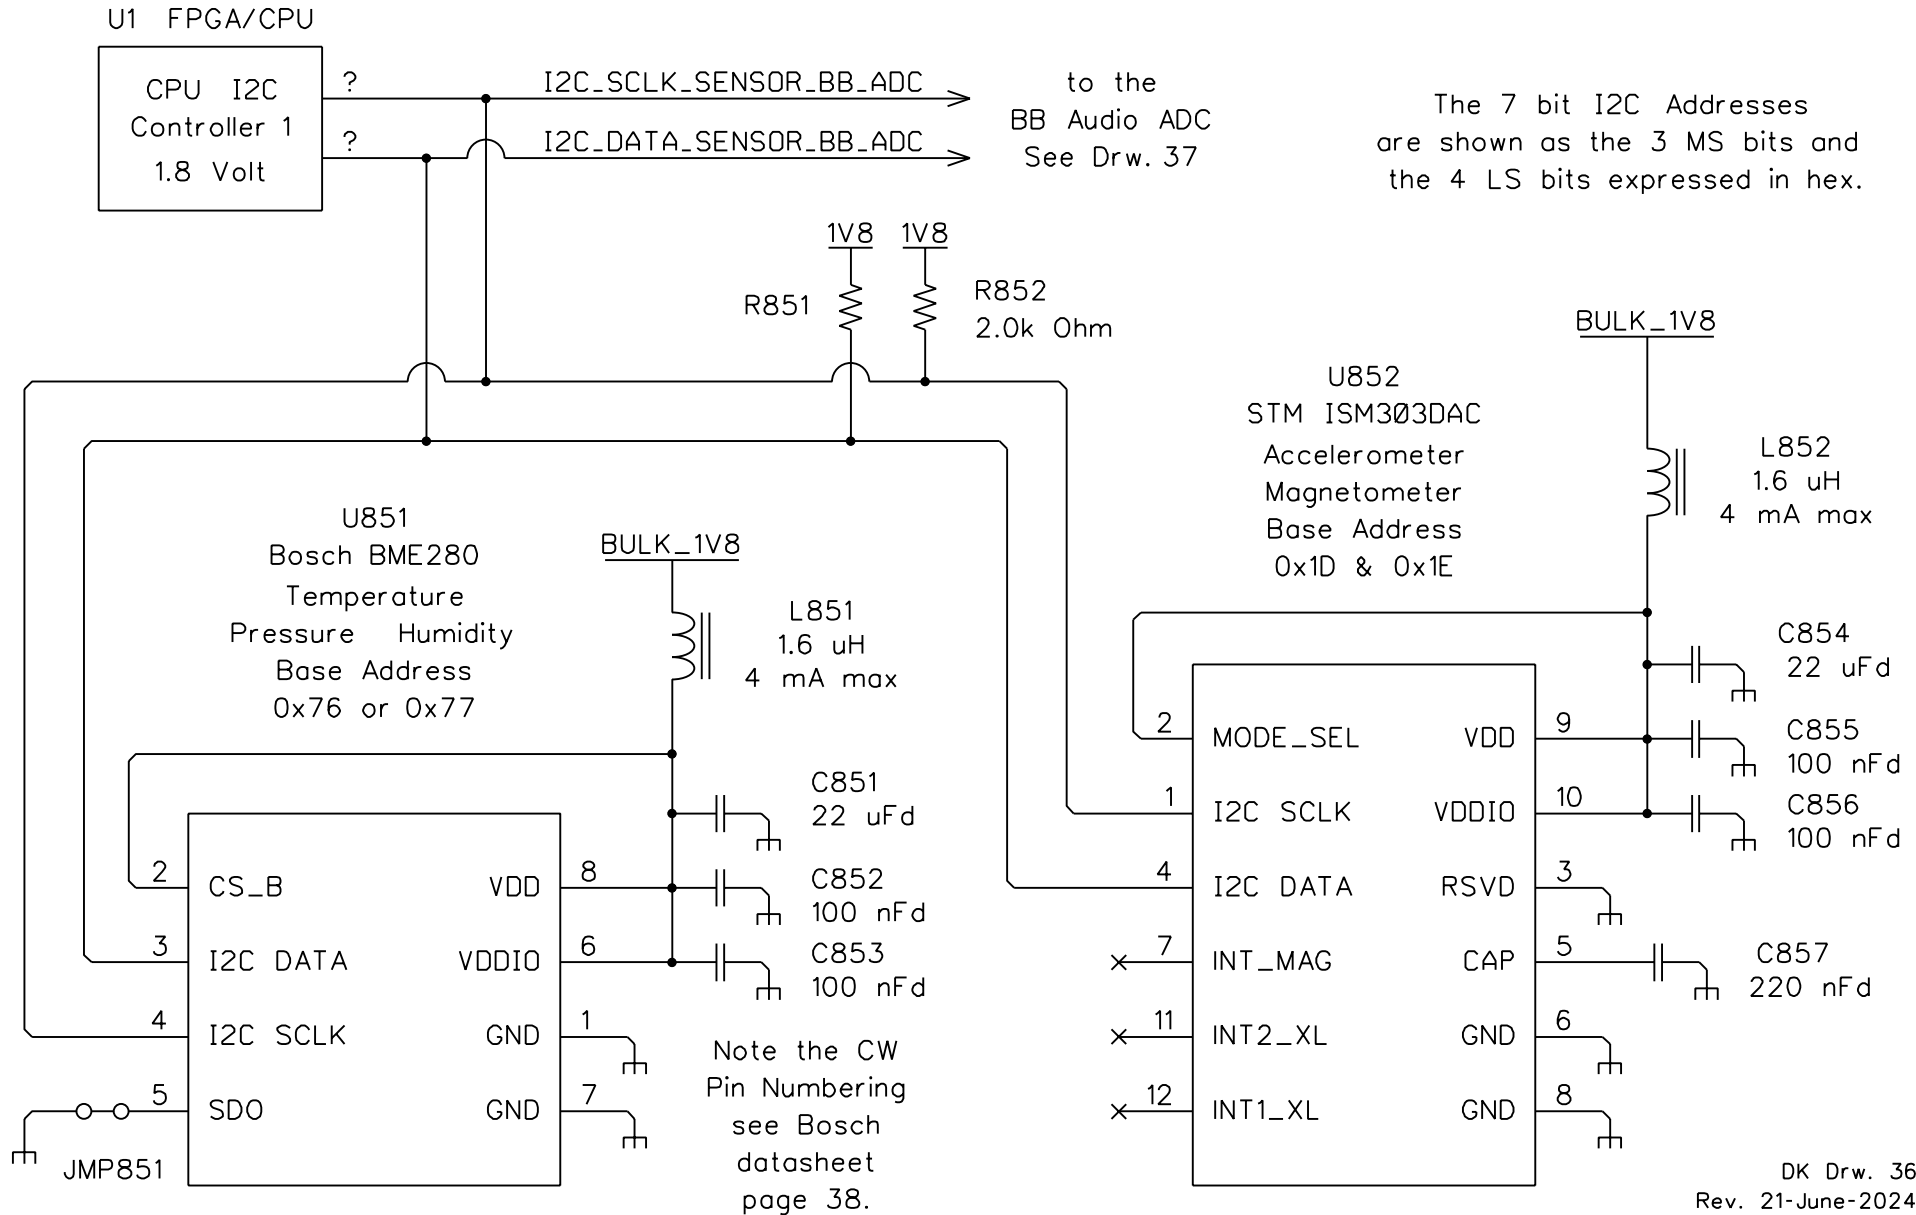 U1 FPGA/CPU
CPU I2C
Controller 1
1.8 Volt
?
?
I2C_SCLK_SENSOR_BB_ADC
I2C_DATA_SENSOR_BB_ADC
to the
BB Audio ADC
See Drw. 37
The 7 bit I2C Addresses
are shown as the 3 MS bits and
the 4 LS bits expressed in hex.
1V8
1V8
R851
R852
2.0k Ohm
BULK_1V8
U852
STM ISM303DAC
Accelerometer
Magnetometer
Base Address
0x1D & 0x1E
L852
1.6 uH
4 mA max
U851
Bosch BME280
Temperature
Pressure Humidity
Base Address
0x76 or 0x77
BULK_1V8
L851
1.6 uH
4 mA max
C851
22 uFd
C852
100 nFd
C853
100 nFd
2 CS_B VDD 8
3 I2C DATA VDDIO 6
4 I2C SCLK GND 1
5 SDO GND 7
JMP851
Note the CW
Pin Numbering
see Bosch
datasheet
page 38.
C854
22 uFd
C855
100 nFd
C856
100 nFd
C857
220 nFd
2 MODE_SEL VDD 9
1 I2C SCLK VDDIO 10
4 I2C DATA RSVD 3
7 INT_MAG CAP 5
11 INT2_XL GND 6
12 INT1_XL GND 8
DK Drw. 36
Rev. 21-June-2024